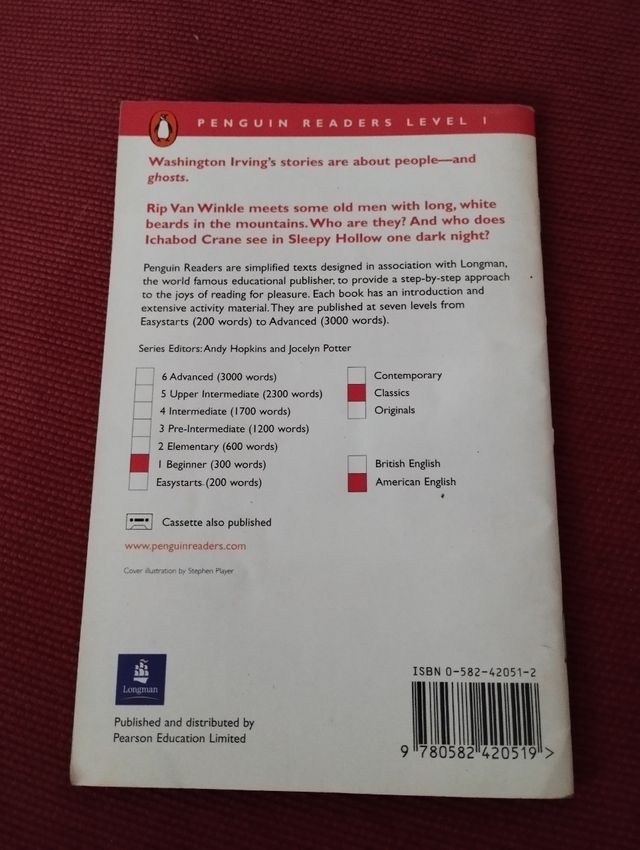 PENGUIN READERS LEVEL 1
Washington Irving's stories are about people—and
ghosts.
Rip Van Winkle meets some old men with long, white
beards in the mountains. Who are they? And who does
Ichabod Crane see in Sleepy Hollow one dark night?
Penguin Readers are simplified texts designed in association with Longman,
the world famous educational publisher, to provide a step-by-step approach
to the joys of reading for pleasure. Each book has an introduction and
extensive activity material. They are published at seven levels from
Easystarts (200 words) to Advanced (3000 words).
Series Editors: Andy Hopkins and Jocelyn Potter
6 Advanced (3000 words)
5 Upper Intermediate (2300 words)
4 Intermediate (1700 words)
3 Pre-Intermediate (1200 words)
2 Elementary (600 words)
1 Beginner (300 words)
Easystarts (200 words)
Contemporary
Classics
Originals
British English
American English
Cassette also published
www.penguinreaders.com
Cover illustration by Stephen Player
Longman
Published and distributed by
Pearson Education Limited
ISBN 0-582-42051-2
9 780582 420519 >